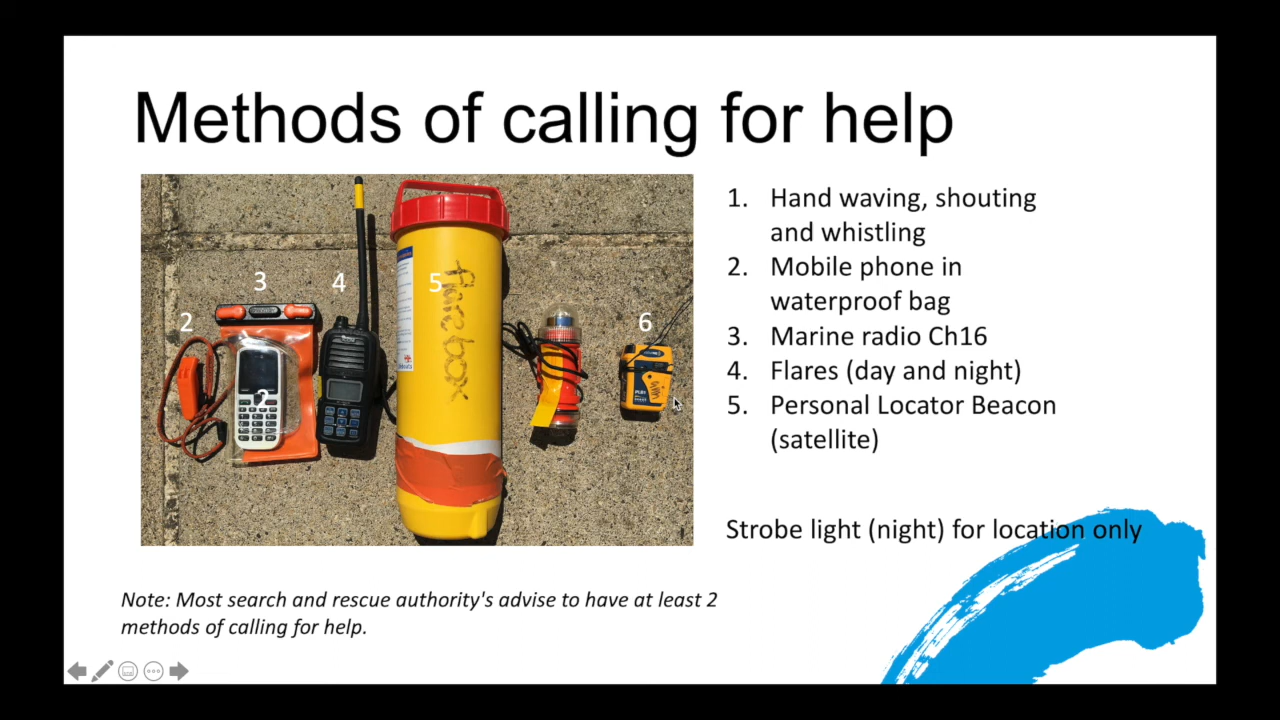 Methods of calling for help
2
3
4
5
6
flare box
PLB1
1. Hand waving, shouting
and whistling
2. Mobile phone in
waterproof bag
3. Marine radio Ch16
4. Flares (day and night)
5. Personal Locator Beacon
(satellite)
Strobe light (night) for location only
Note: Most search and rescue authority's advise to have at least 2
methods of calling for help.